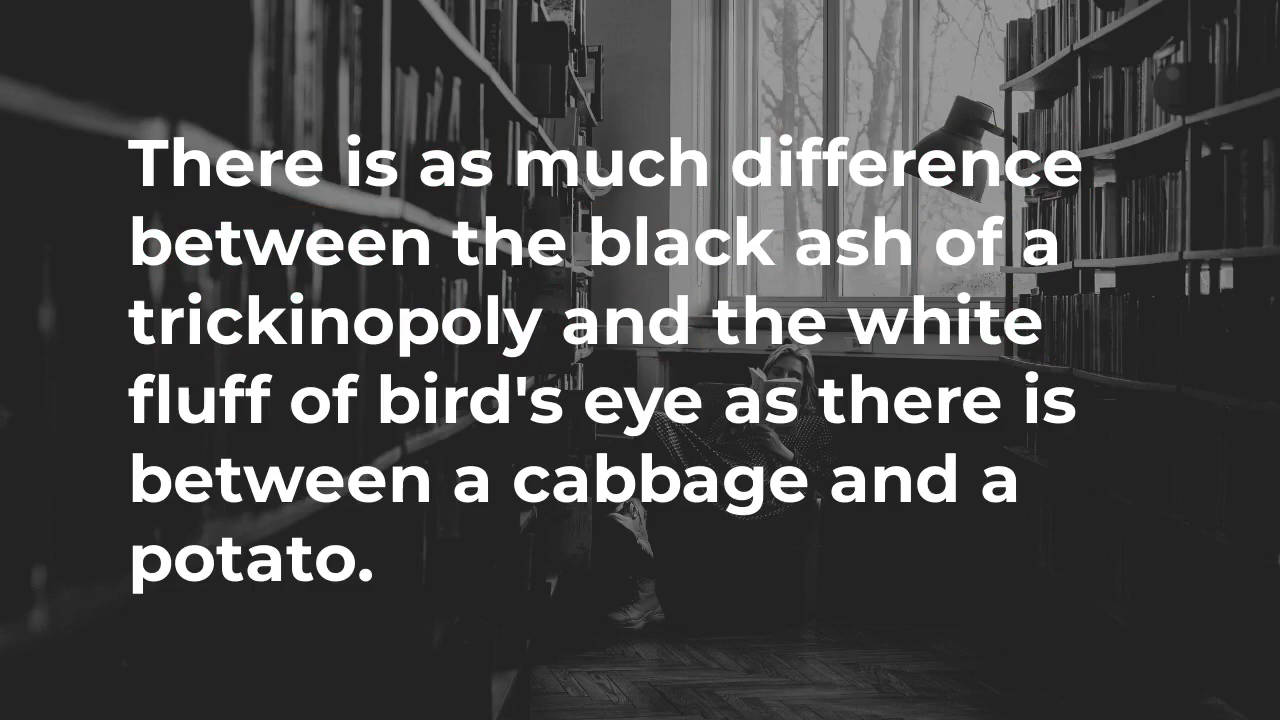 There is as much difference
between the black ash of a
trickinopoly and the white
fluff of bird's eye as there is
between a cabbage and a
potato.